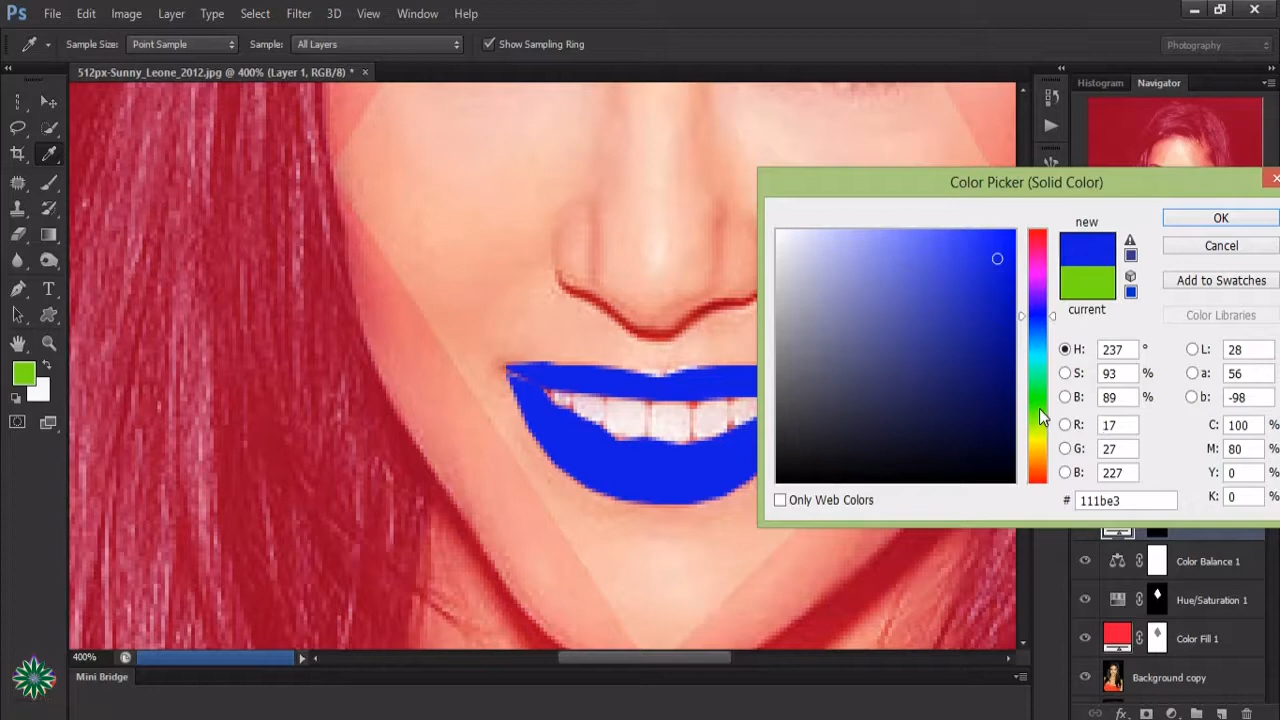 Ps File Edit Image Layer Type Select Filter 3D View Window Help
Sample Size: Point Sample Sample: All Layers Show Sampling Ring Photography
512px-Sunny_Leone_2012.jpg @ 400% (Layer 1, RGB/8) * ×
Histogram Navigator
Color Picker (Solid Color)
new
OK
Cancel
Add to Swatches
current
Color Libraries
H: 237 °
S: 93 %
B: 89 %
R: 17
G: 27
B: 227
# 111be3
L: 28
a: 56
b: -98
C: 100 %
M: 80 %
Y: 0 %
K: 0 %
Only Web Colors
Color Balance 1
Hue/Saturation 1
Color Fill 1
Background copy
400%
Mini Bridge